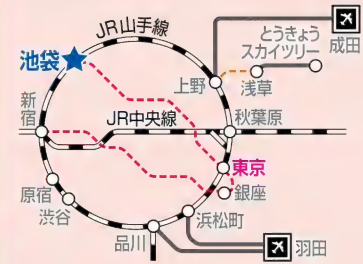 JR山手線
成田
とうきょう
スカイツリー
池袋
上野
浅草
新宿
JR中央線
秋葉原
東京
銀座
原宿
渋谷
浜松町
品川
羽田